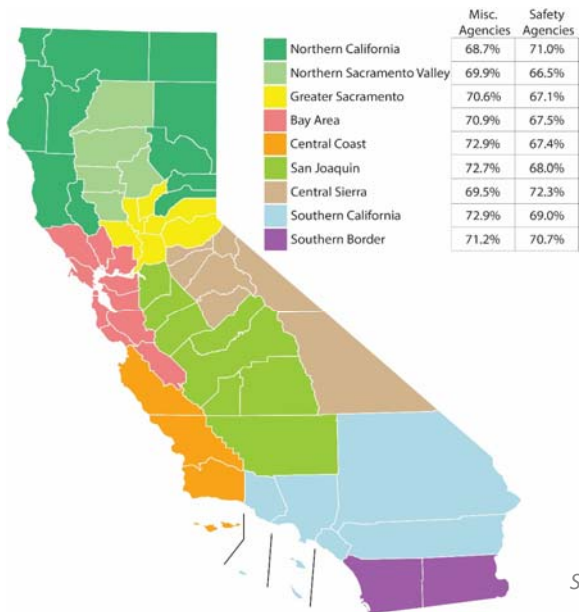 Misc. Agencies Safety Agencies
Northern California 68.7% 71.0%
Northern Sacramento Valley 69.9% 66.5%
Greater Sacramento 70.6% 67.1%
Bay Area 70.9% 67.5%
Central Coast 72.9% 67.4%
San Joaquin 72.7% 68.0%
Central Sierra 69.5% 72.3%
Southern California 72.9% 69.0%
Southern Border 71.2% 70.7%
S